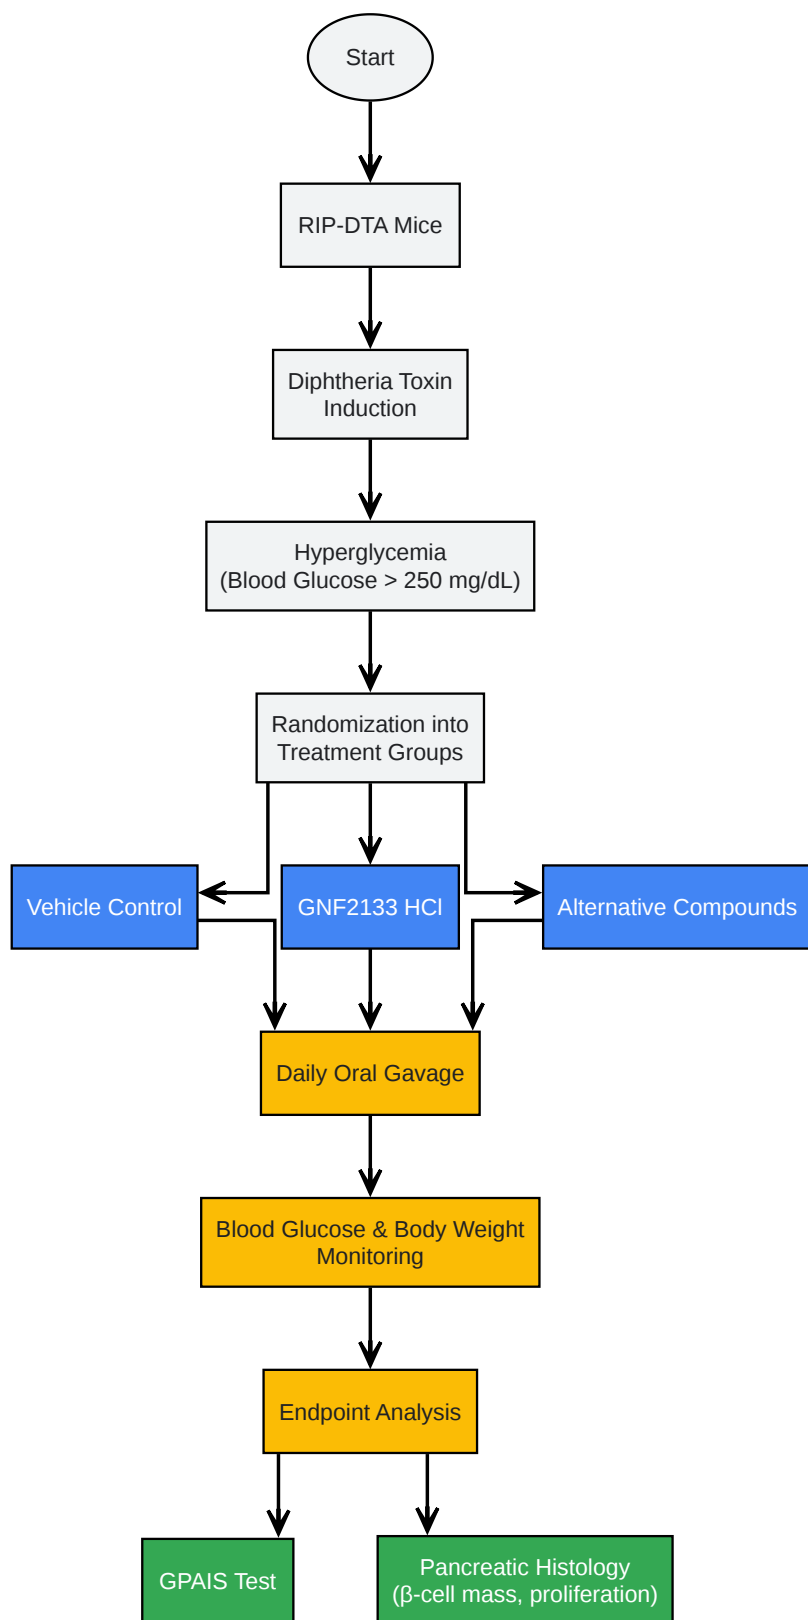 Start
RIP-DTA Mice
Diphtheria Toxin
Induction
Hyperglycemia
(Blood Glucose > 250 mg/dL)
Randomization into
Treatment Groups
Vehicle Control
GNF2133 HCl
Alternative Compounds
Daily Oral Gavage
Blood Glucose & Body Weight
Monitoring
Endpoint Analysis
GPAIS Test
Pancreatic Histology
(β-cell mass, proliferation)